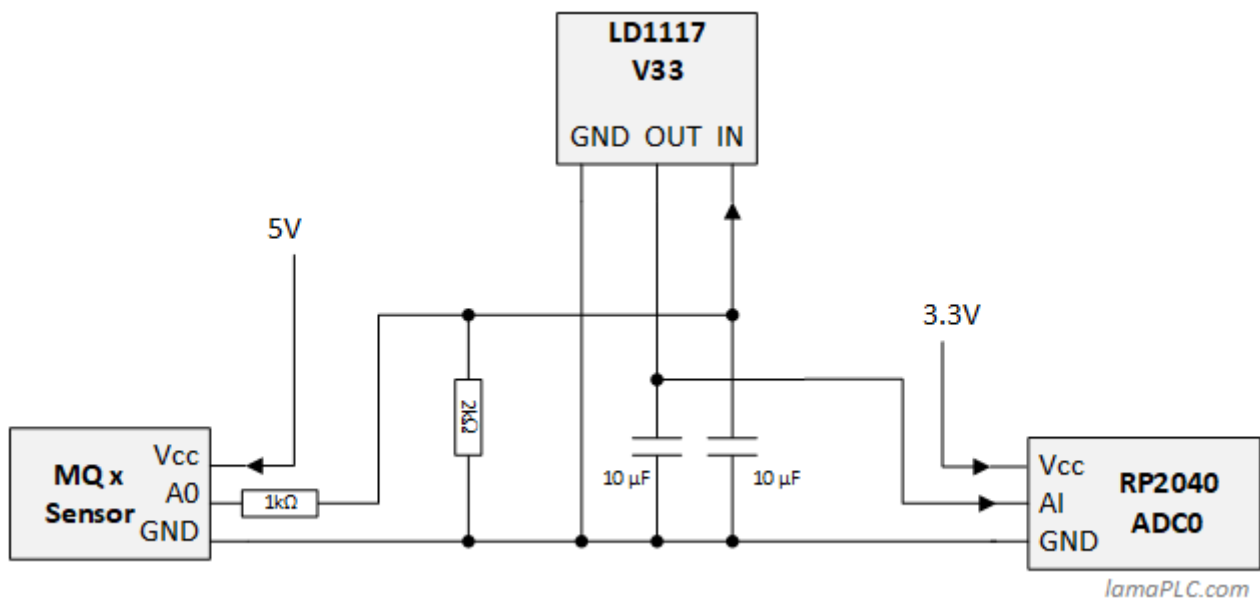 LD1117
V33
GND OUT IN
5V
3.3V
2kΩ
MQ x
Sensor
Vcc
A0
GND
1kΩ
10 µF
10 µF
Vcc
AI
GND
RP2040
ADC0
lamaPLC.com